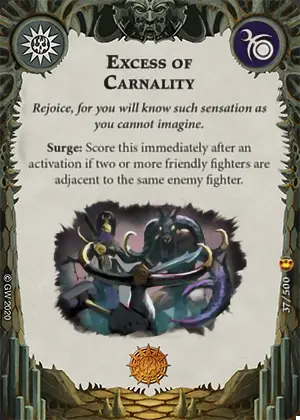 Excess of
Carnality
Rejoice, for you will know such sensation as
you cannot imagine.
Surge: Score this immediately after an
activation if two or more friendly fighters are
adjacent to the same enemy fighter.
© GW 2020
37/500